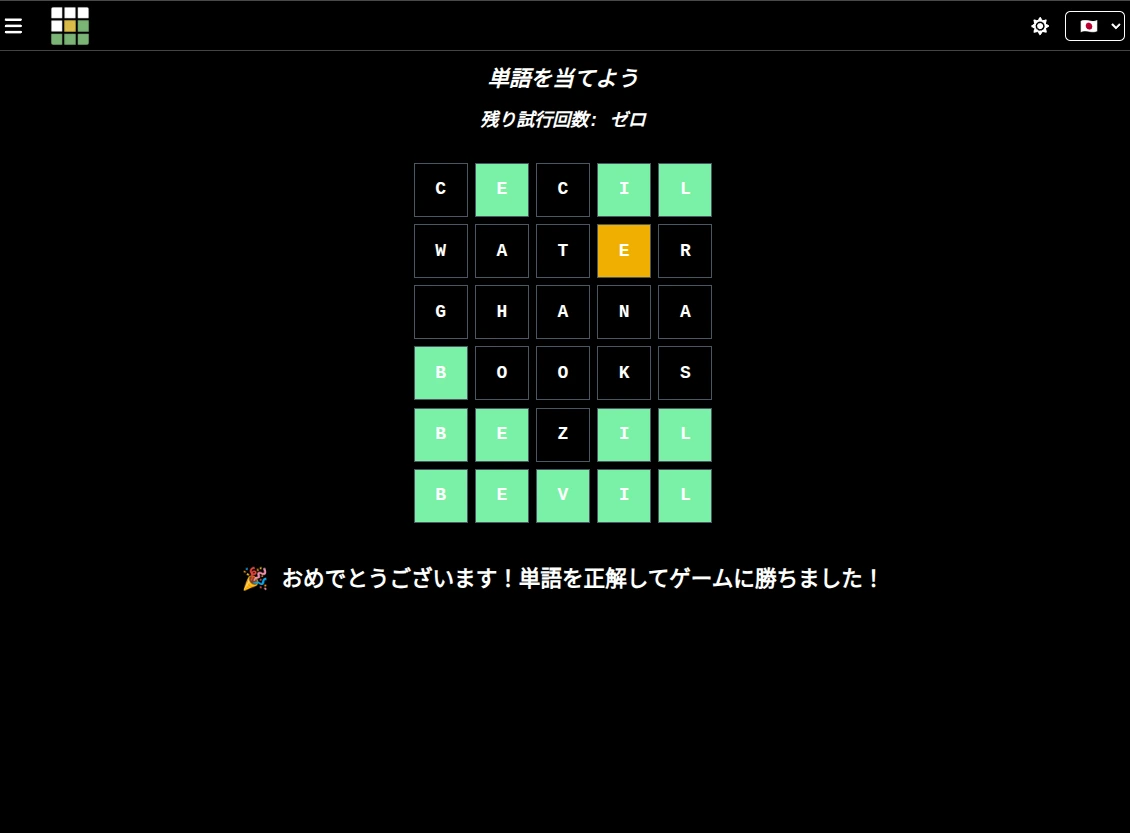 単語を当てよう
残り試行回数: ゼロ
C E C I L
W A T E R
G H A N A
B O O K S
B E Z I L
B E V I L
🎉 おめでとうございます！単語を正解してゲームに勝ちました！